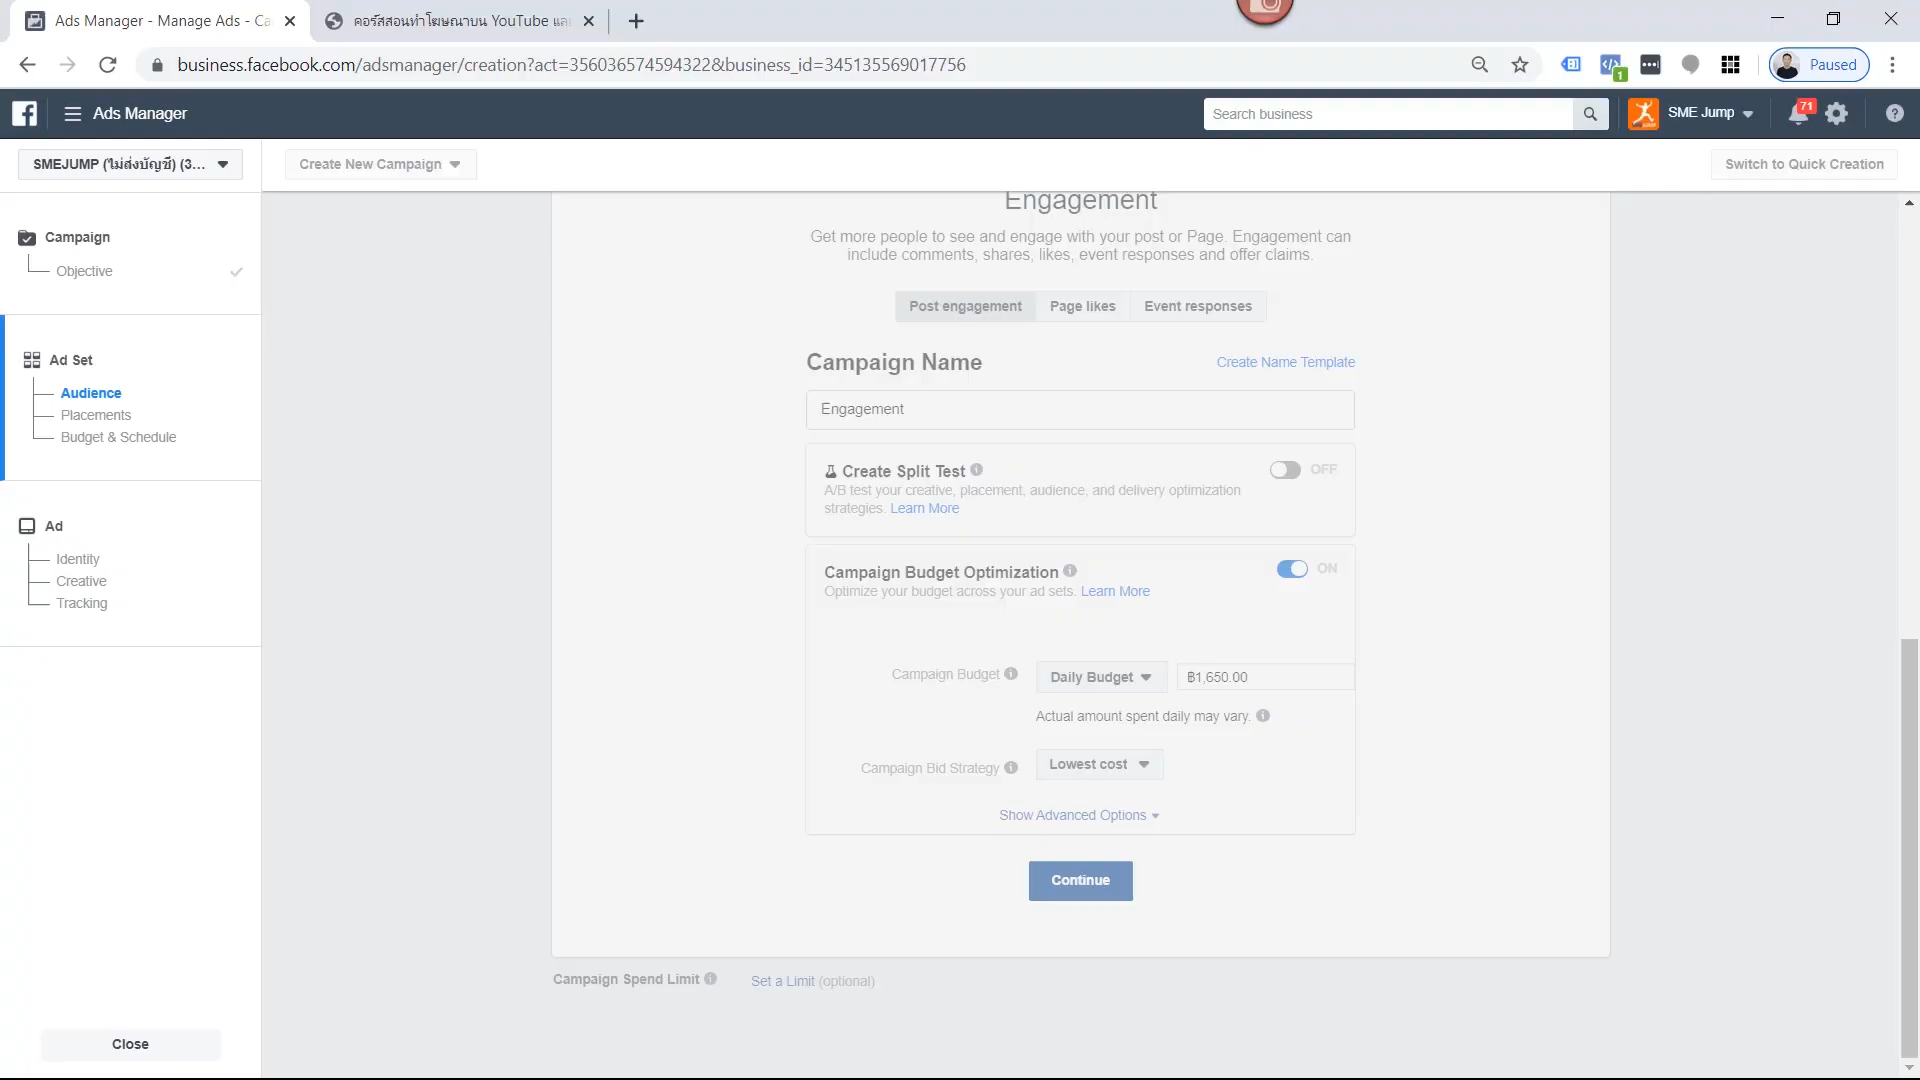 Ads Manager - Manage Ads - Ca
คอร์สสอนทำโฆษณาบน YouTube และ
business.facebook.com/adsmanager/creation?act=356036574594322&business_id=345135569017756
1
Paused
Ads Manager
Search business
SME Jump
71
SMEJUMP (ไม่ส่งบัญชี) (3...
Create New Campaign
Switch to Quick Creation
Campaign
Objective
Ad Set
Audience
Placements
Budget & Schedule
Ad
Identity
Creative
Tracking
Close
Engagement
Get more people to see and engage with your post or Page. Engagement can
include comments, shares, likes, event responses and offer claims.
Post engagement
Page likes
Event responses
Campaign Name
Create Name Template
Engagement
Create Split Test
OFF
A/B test your creative, placement, audience, and delivery optimization
strategies. Learn More
Campaign Budget Optimization
ON
Optimize your budget across your ad sets. Learn More
Campaign Budget
Daily Budget
฿1,650.00
Actual amount spent daily may vary.
Campaign Bid Strategy
Lowest cost
Show Advanced Options
Continue
Campaign Spend Limit
Set a Limit (optional)